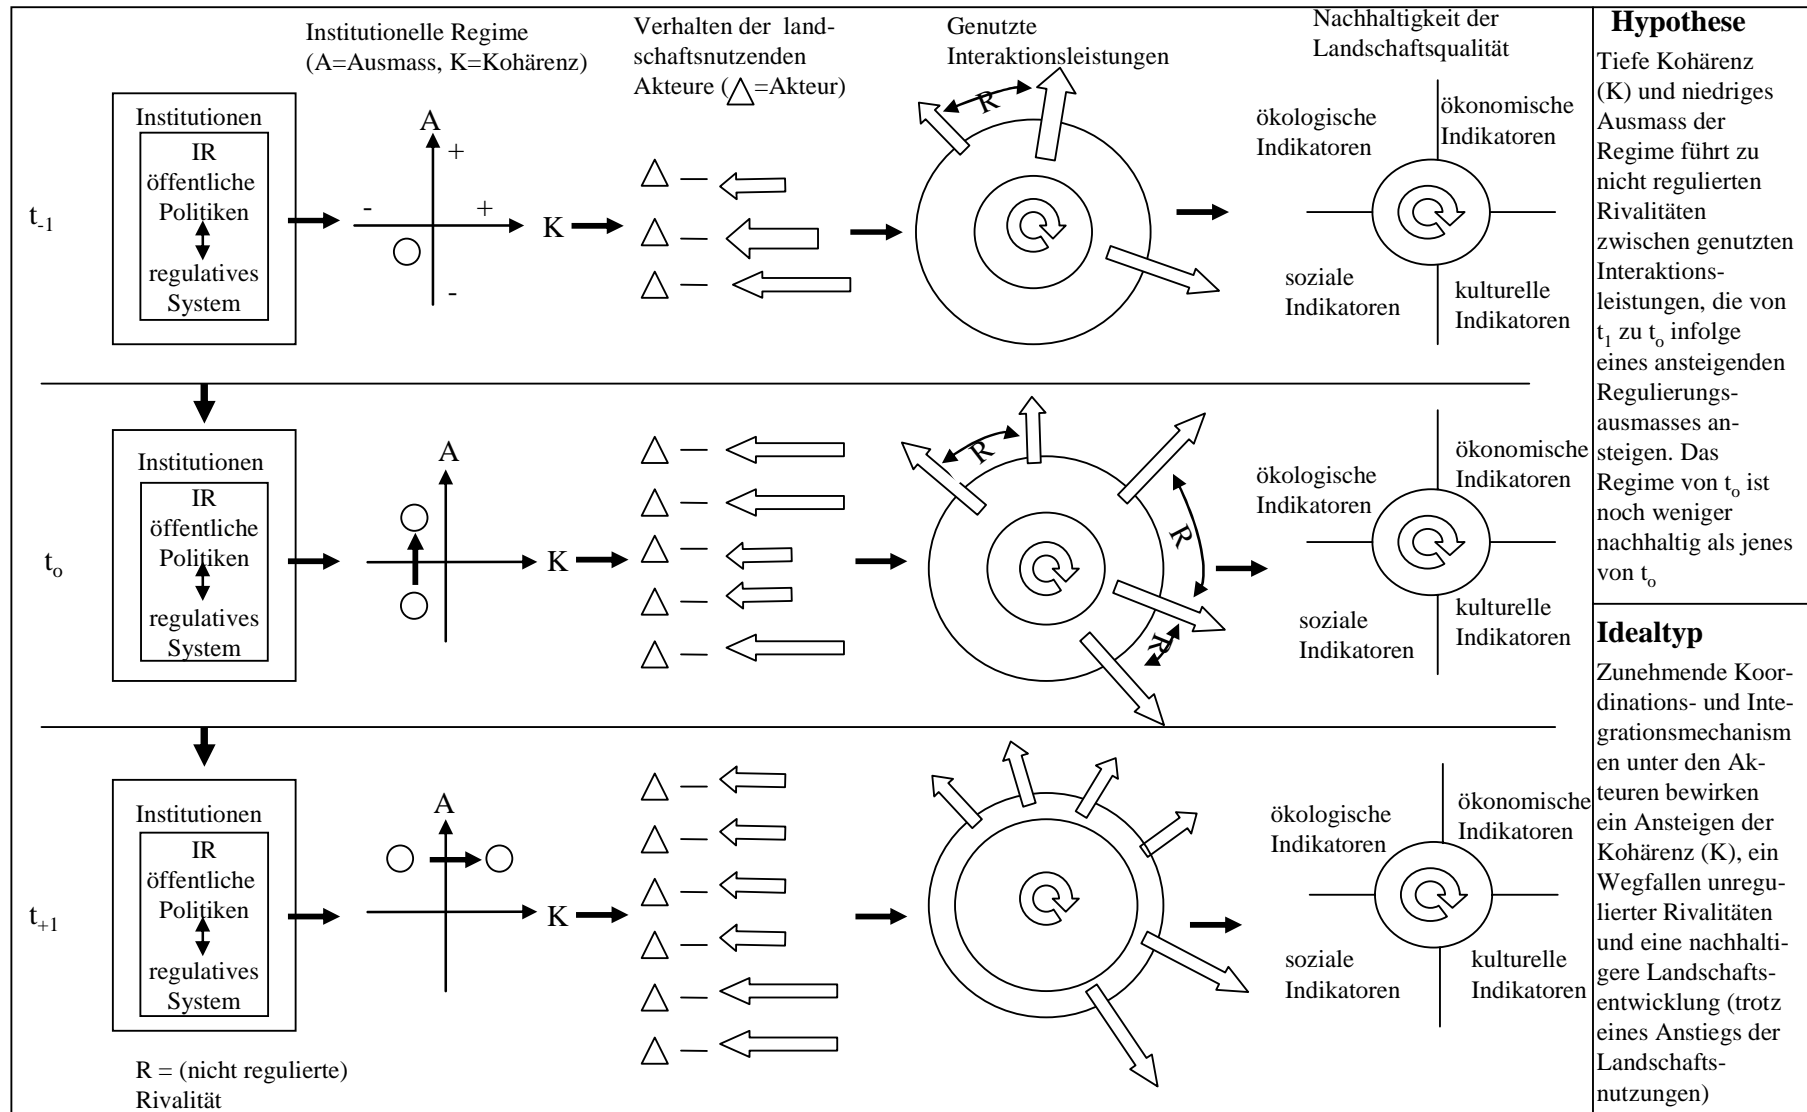 Institutionelle Regime
(A=Ausmass, K=Kohärenz)
Verhalten der land-
schaftsnutzenden
Akteure (△=Akteur)
Genutzte
Interaktionsleistungen
Nachhaltigkeit der
Landschaftsqualität
t-1
Institutionen
IR
öffentliche
Politiken
regulatives
System
A
+
-
+
-
K
R
ökologische
Indikatoren
ökonomische
Indikatoren
soziale
Indikatoren
kulturelle
Indikatoren
to
Institutionen
IR
öffentliche
Politiken
regulatives
System
A
K
R
R
R
ökologische
Indikatoren
ökonomische
Indikatoren
soziale
Indikatoren
kulturelle
Indikatoren
t+1
Institutionen
IR
öffentliche
Politiken
regulatives
System
A
K
ökologische
Indikatoren
ökonomische
Indikatoren
soziale
Indikatoren
kulturelle
Indikatoren
R = (nicht regulierte)
Rivalität
Hypothese
Tiefe Kohärenz
(K) und niedriges
Ausmass der
Regime führt zu
nicht regulierten
Rivalitäten
zwischen genutzten
Interaktions-
leistungen, die von
t1 zu to infolge
eines ansteigenden
Regulierungs-
ausmasses an-
steigen. Das
Regime von to ist
noch weniger
nachhaltig als jenes
von to
Idealtyp
Zunehmende Koor-
dinations- und Inte-
grationsmechanism
en unter den Ak-
teuren bewirken
ein Ansteigen der
Kohärenz (K), ein
Wegfallen unregu-
lierter Rivalitäten
und eine nachhalti-
gere Landschafts-
entwicklung (trotz
eines Anstiegs der
Landschafts-
nutzungen)